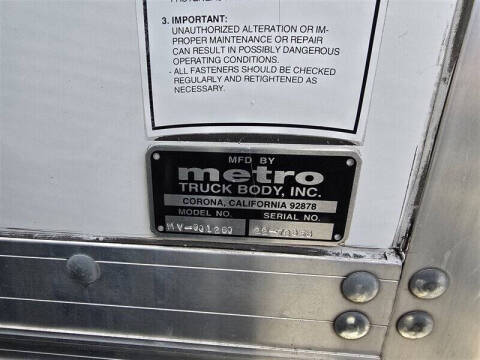 3. IMPORTANT:
UNAUTHORIZED ALTERATION OR IM-
PROPER MAINTENANCE OR REPAIR
CAN RESULT IN POSSIBLY DANGEROUS
OPERATING CONDITIONS.
- ALL FASTENERS SHOULD BE CHECKED
REGULARLY AND RETIGHTENED AS
NECESSARY.
MFD BY
metro
TRUCK BODY, INC.
CORONA, CALIFORNIA 92878
MODEL NO. SERIAL NO.